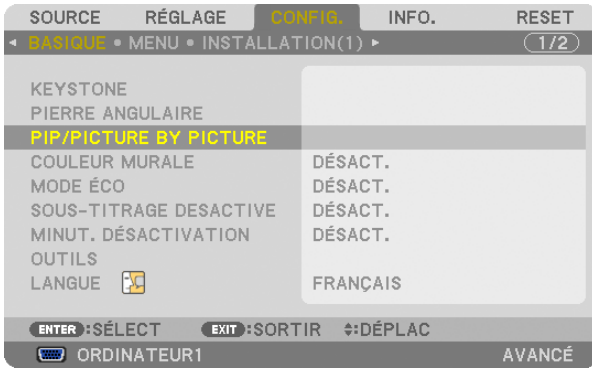 SOURCE RÉGLAGE CONFIG. INFO. RESET
BASIQUE • MENU • INSTALLATION(1) 1/2
KEYSTONE
PIERRE ANGULAIRE
PIP/PICTURE BY PICTURE
COULEUR MURALE DÉSACT.
MODE ÉCO DÉSACT.
SOUS-TITRAGE DESACTIVE DÉSACT.
MINUT. DÉSACTIVATION DÉSACT.
OUTILS
LANGUE FRANÇAIS
ENTER :SÉLECT EXIT :SORTIR :DÉPLAC
ORDINATEUR1 AVANCÉ